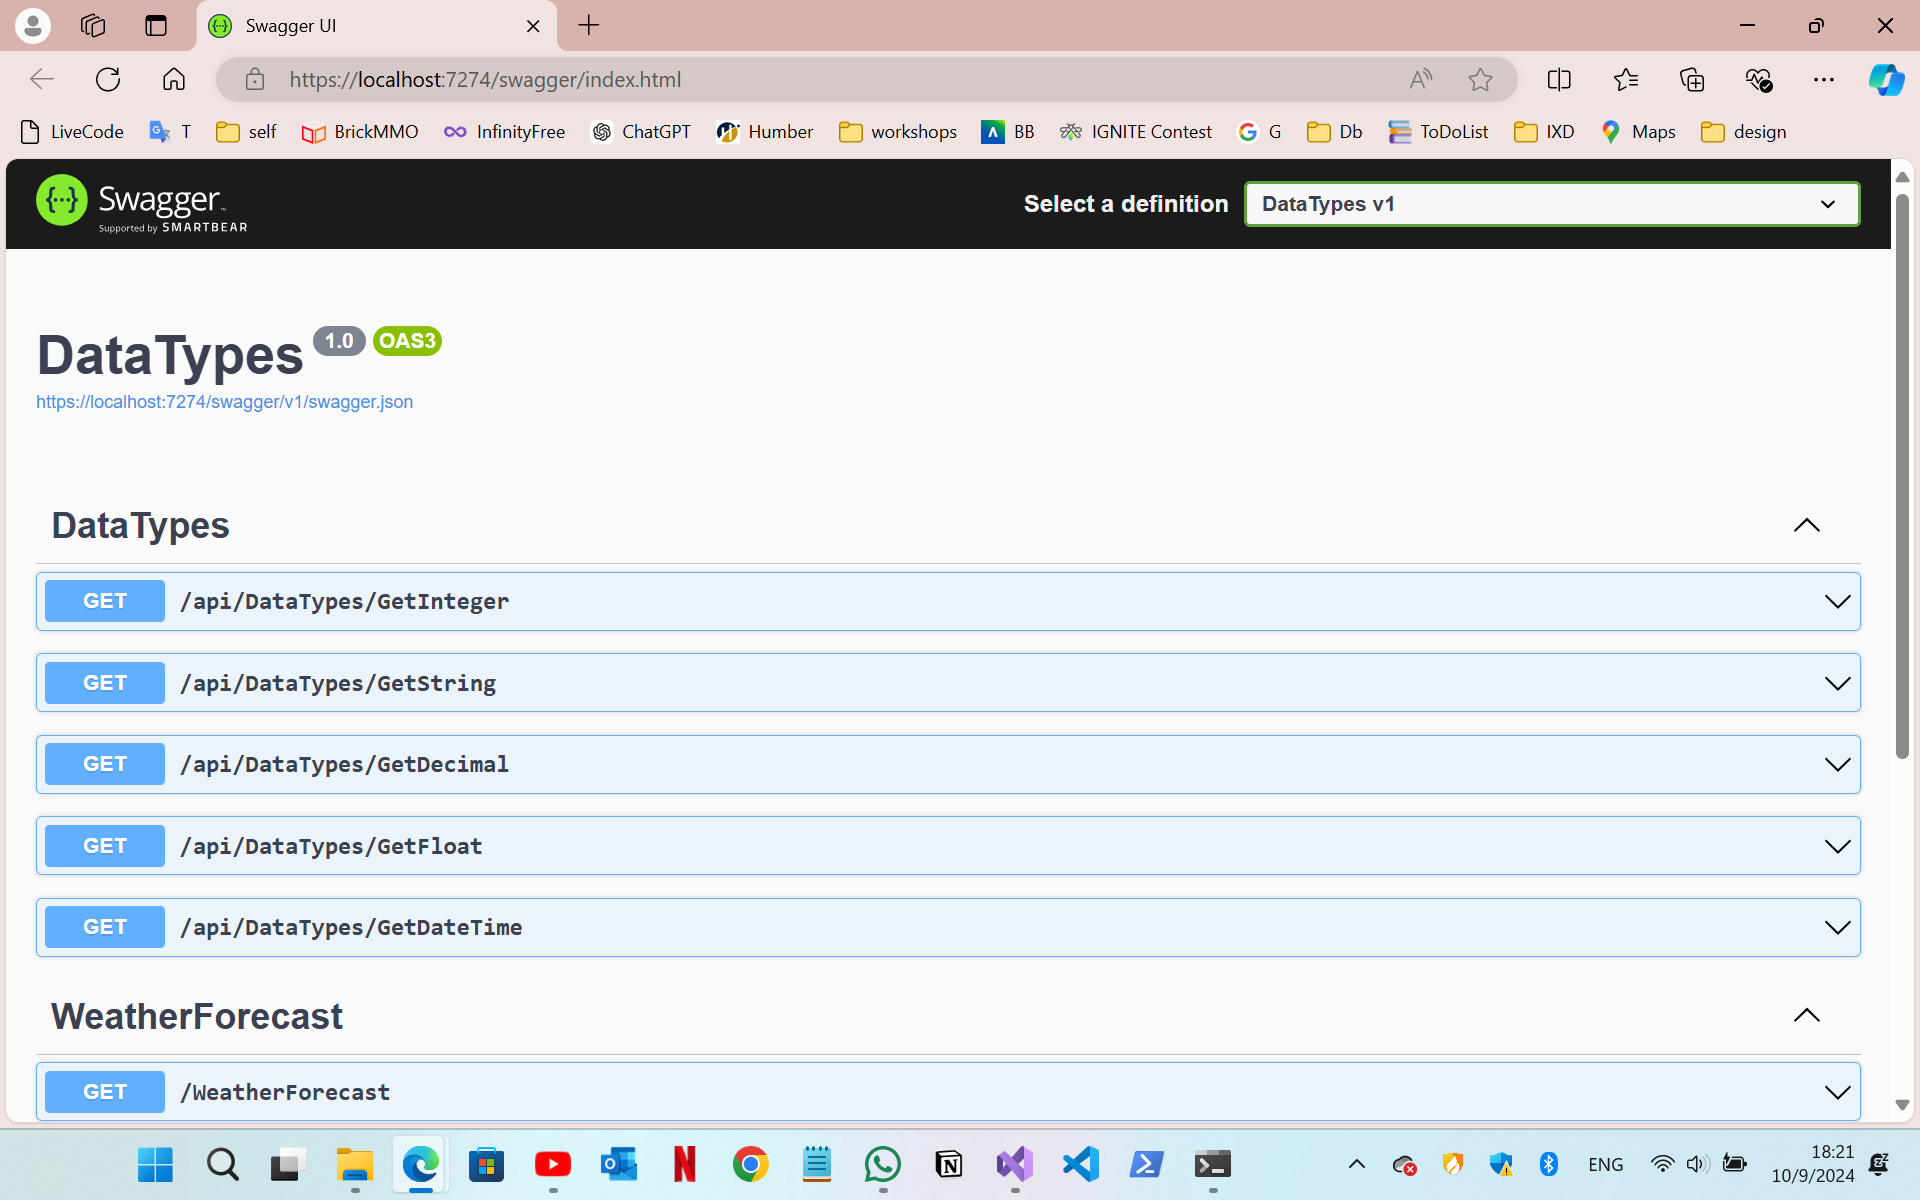 Swagger UI
https://localhost:7274/swagger/index.html
LiveCode T self BrickMMO InfinityFree ChatGPT Humber workshops BB IGNITE Contest G Db ToDoList IXD Maps design
Swagger™
Supported by SMARTBEAR
Select a definition
DataTypes v1
DataTypes 1.0 OAS3
https://localhost:7274/swagger/v1/swagger.json
DataTypes
GET /api/DataTypes/GetInteger
GET /api/DataTypes/GetString
GET /api/DataTypes/GetDecimal
GET /api/DataTypes/GetFloat
GET /api/DataTypes/GetDateTime
WeatherForecast
GET /WeatherForecast
ENG
18:21
10/9/2024